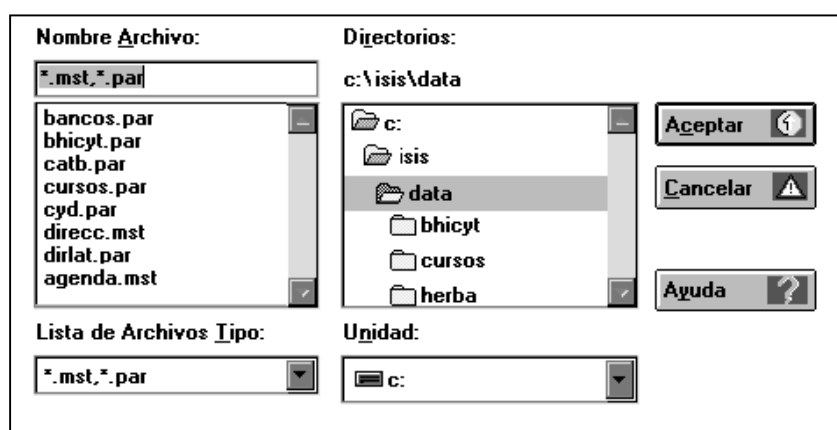 Nombre Archivo:
*.mst,*.par
bancos.par
bhicyt.par
catb.par
cursos.par
cyd.par
direcc.mst
dirlat.par
agenda.mst
Lista de Archivos Tipo:
*.mst,*.par
Directorios:
c:\isis\data
c:
isis
data
bhicyt
cursos
herba
Unidad:
c:
Aceptar
Cancelar
Ayuda